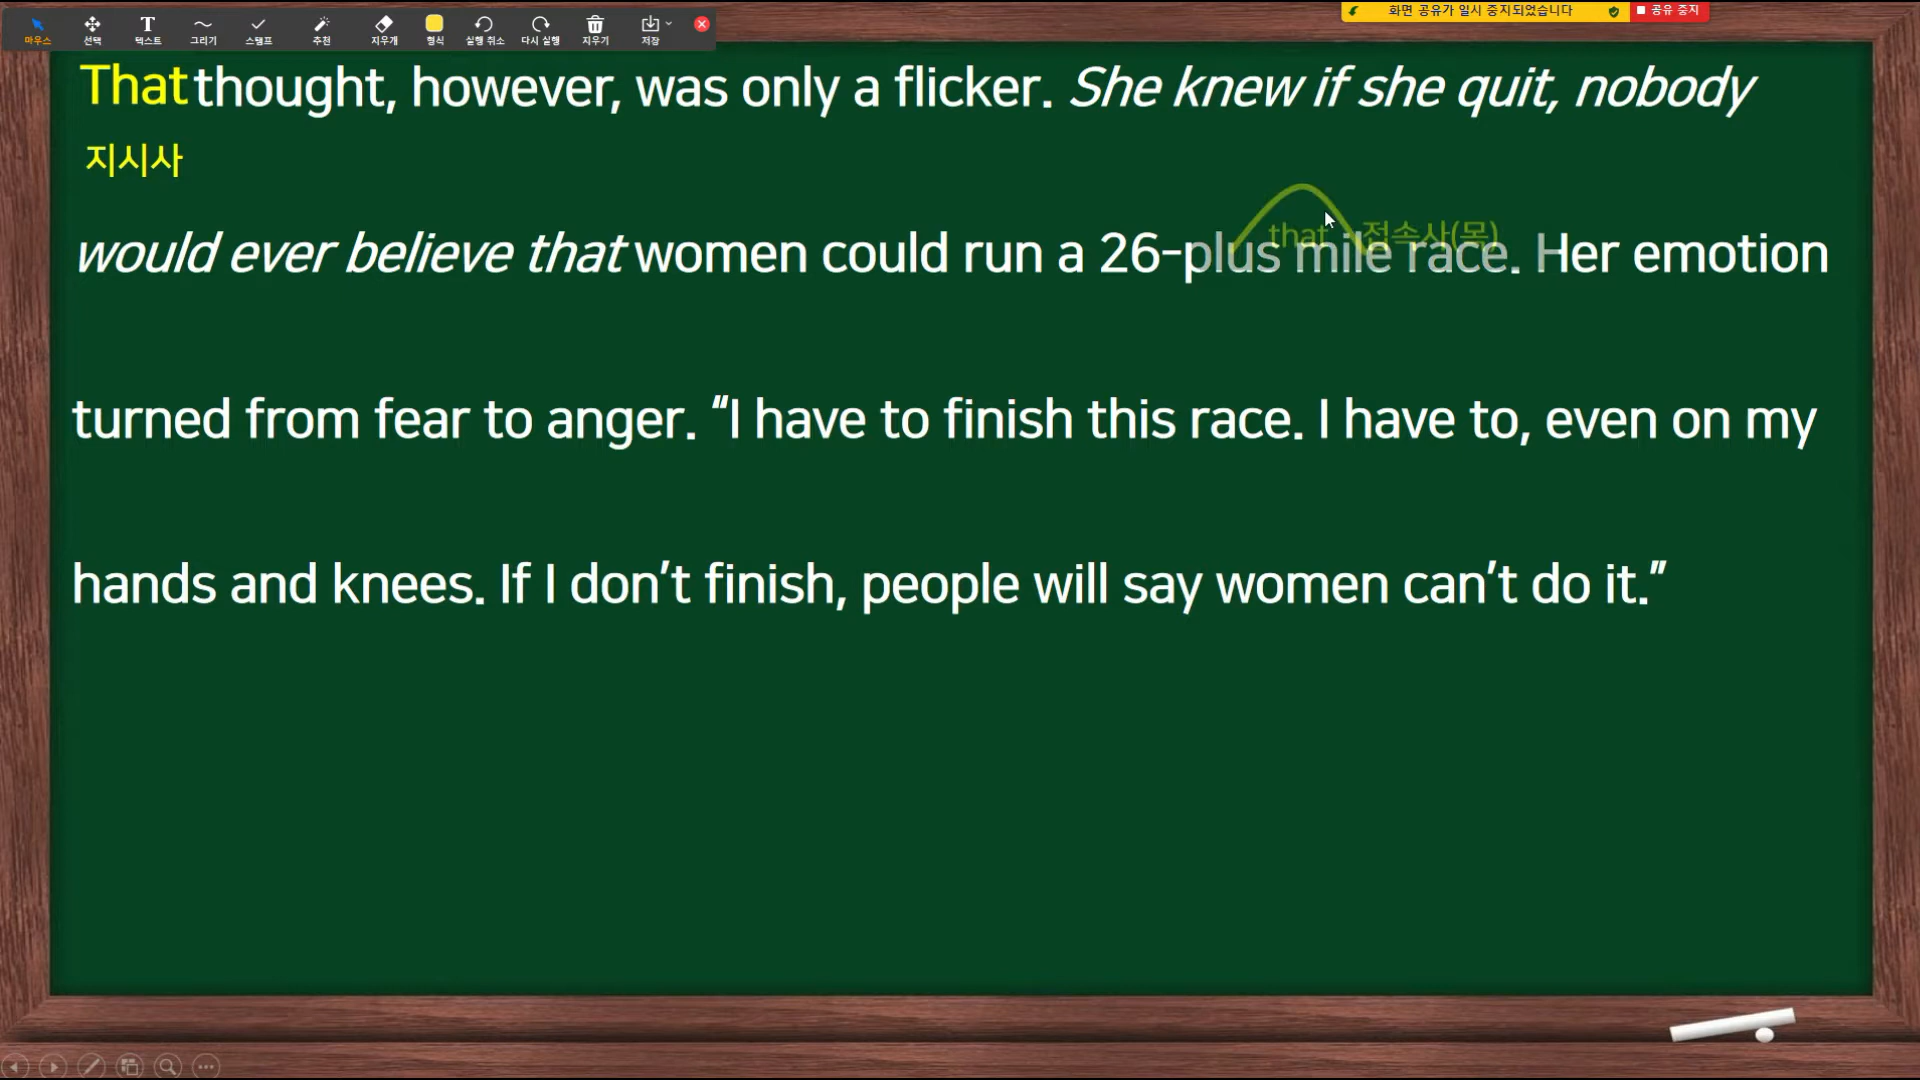 마우스 선택 텍스트 그리기 스탬프 추천 지우개 형식 실행 취소 다시 실행 지우기 저장
화면 공유가 일시 중지되었습니다 공유 중지
That thought, however, was only a flicker. She knew if she quit, nobody
지시사
that 접속사(목)
would ever believe that women could run a 26-plus mile race. Her emotion
turned from fear to anger. “I have to finish this race. I have to, even on my
hands and knees. If I don’t finish, people will say women can’t do it.”